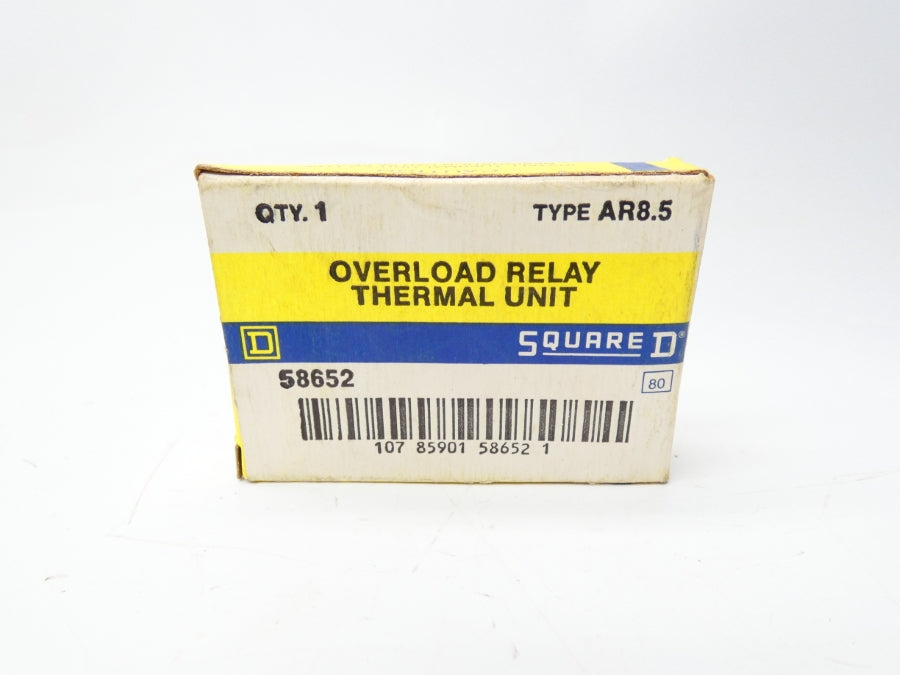 QTY. 1 TYPE AR8.5
OVERLOAD RELAY
THERMAL UNIT
D SQUARE D®
58652
80
107 85901 58652 1